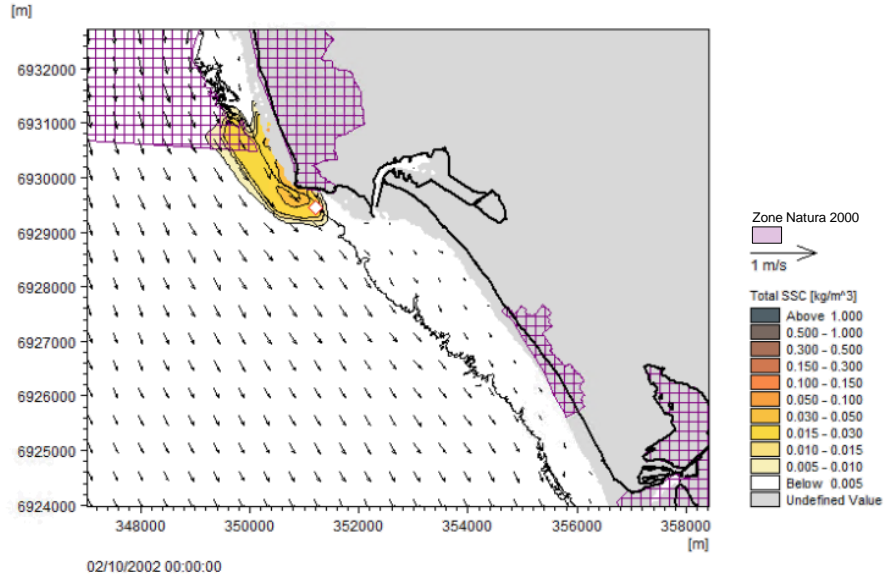 [m]
6932000
6931000
6930000
6929000
6928000
6927000
6926000
6925000
6924000
348000 350000 352000 354000 356000 358000
[m]
02/10/2002 00:00:00
Zone Natura 2000
1 m/s
Total SSC [kg/m^3]
Above 1.000
0.500 - 1.000
0.300 - 0.500
0.150 - 0.300
0.100 - 0.150
0.050 - 0.100
0.030 - 0.050
0.015 - 0.030
0.010 - 0.015
0.005 - 0.010
Below 0.005
Undefined Value